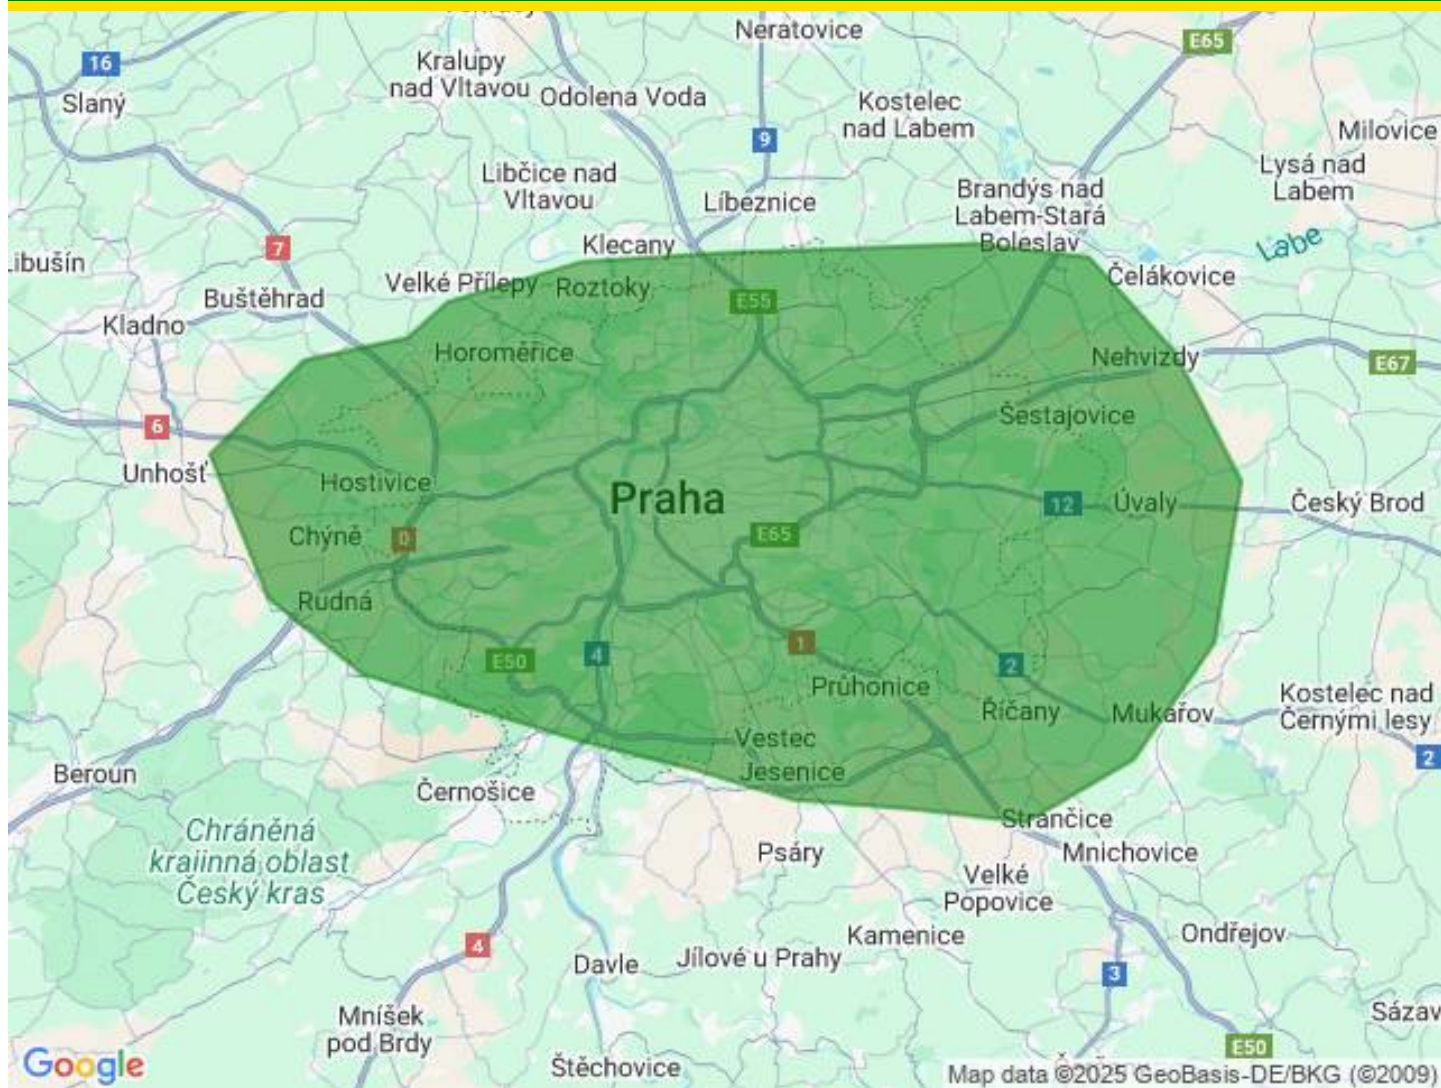 Neratovice
E65
16
Kralupy
nad Vltavou
Odolena Voda
Slaný
Kostelec
nad Labem
Milovice
9
Libčice nad
Vltavou
Lysá nad
Labem
Brandýs nad
Labem-Stará
Boleslav
Líbeznice
Klecany
7
Labe
Libušín
Velké Přílepy
Roztoky
Čelákovice
Buštěhrad
E55
Kladno
Horoměřice
Nehvizdy
E67
6
Šestajovice
Unhošť
Hostivice
Praha
12
Úvaly
Český Brod
Chýně
0
E65
Rudná
E50
4
1
2
Průhonice
Říčany
Mukařov
Kostelec nad
Černými lesy
Vestec
2
Beroun
Jesenice
Černošice
Strančice
Chráněná
krajinná oblast
Český kras
Psáry
Mnichovice
Velké
Popovice
4
Kamenice
Ondřejov
Davle
Jílové u Prahy
3
Mníšek
pod Brdy
Sázav
E50
Google
Štěchovice
Map data ©2025 GeoBasis-DE/BKG (©2009)